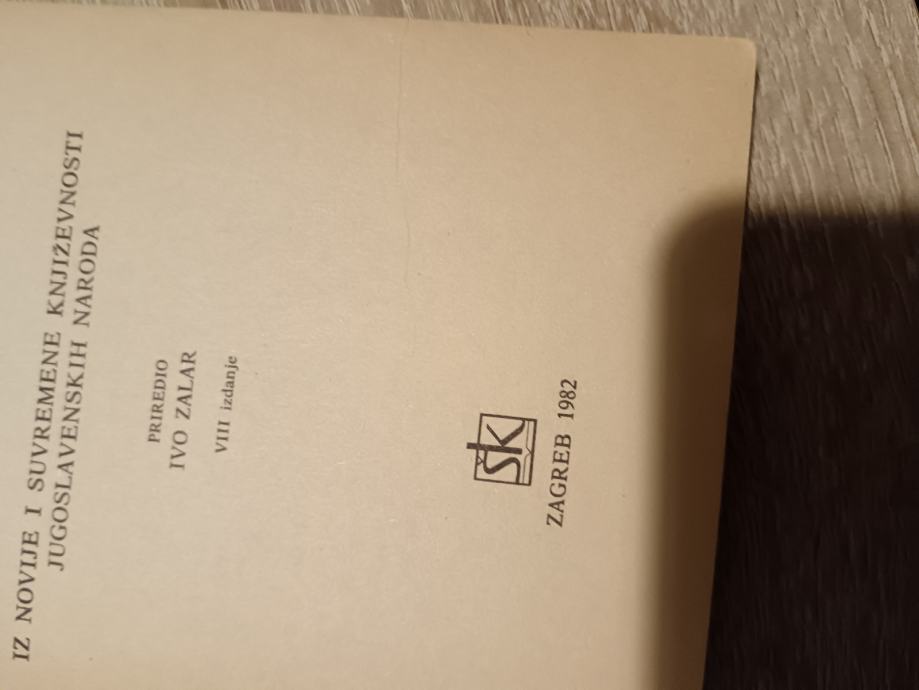 IZ NOVIJE I SUVREMENE KNJIŽEVNOSTI
JUGOSLAVENSKIH NARODA
PRIREDIO
IVO ZALAR
VIII izdanje
šk
ZAGREB 1982